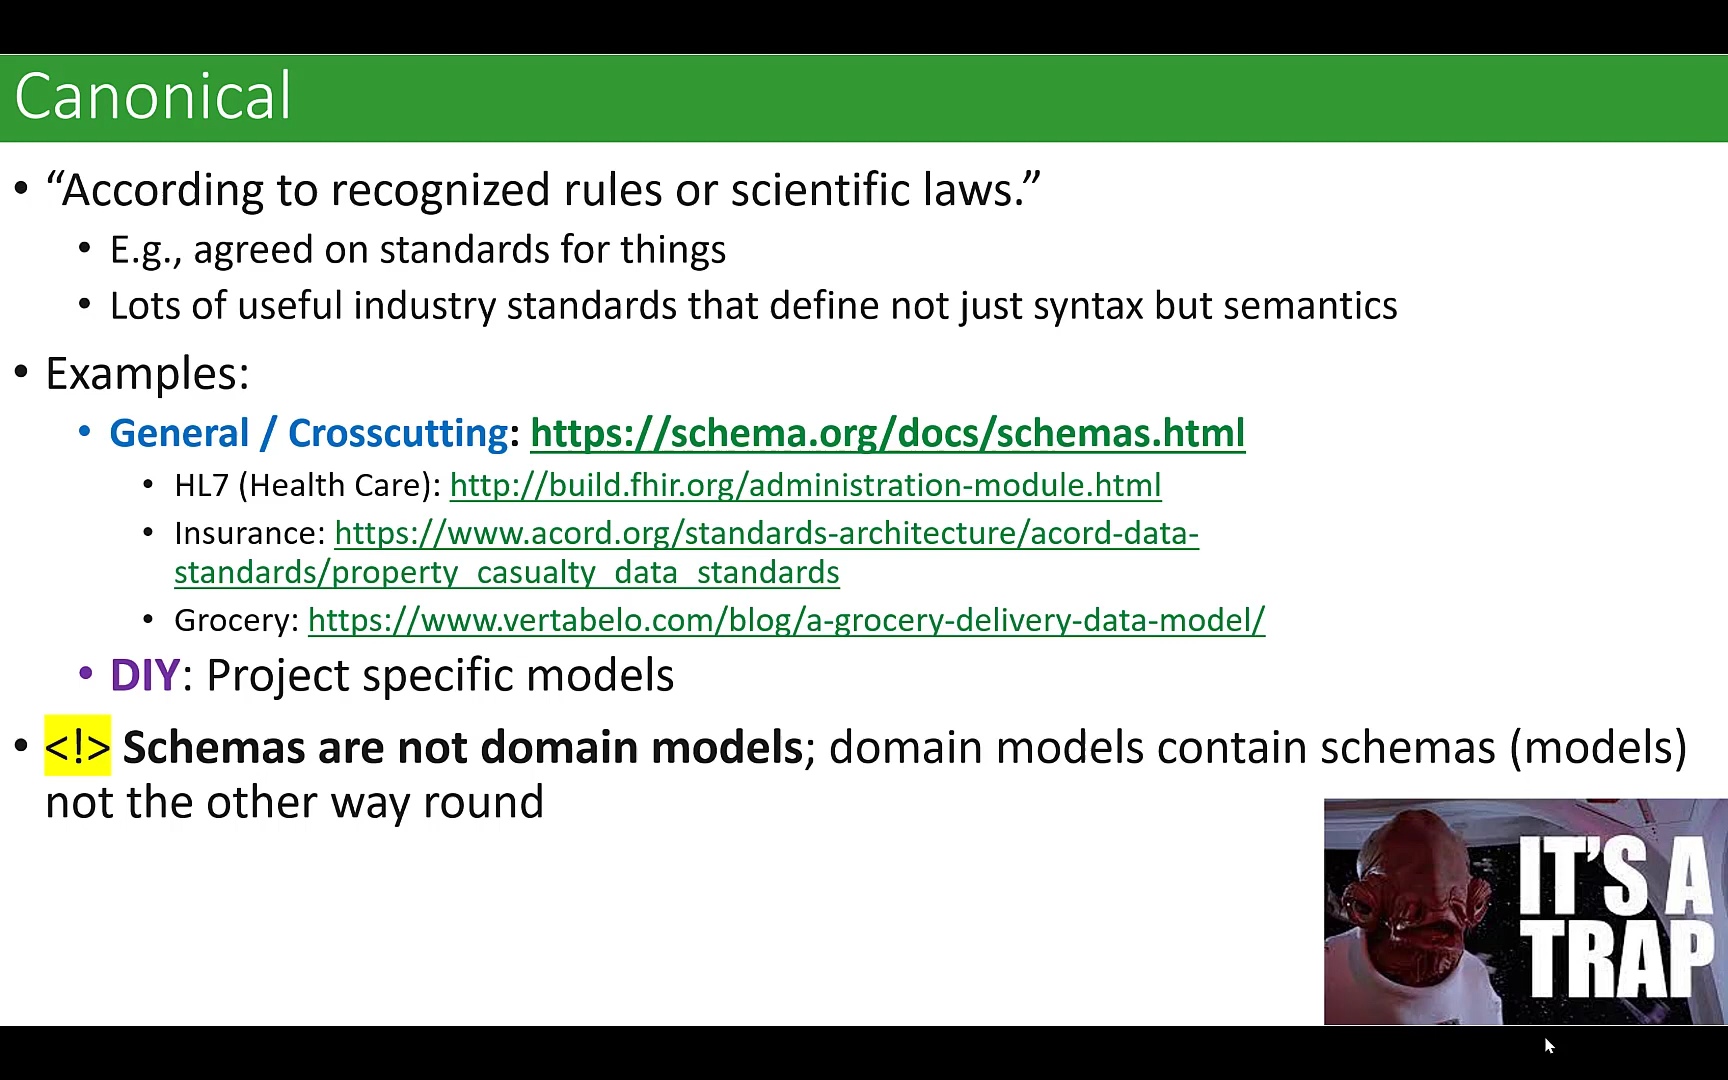 Canonical
• “According to recognized rules or scientific laws.”
• E.g., agreed on standards for things
• Lots of useful industry standards that define not just syntax but semantics
• Examples:
• General / Crosscutting: https://schema.org/docs/schemas.html
• HL7 (Health Care): http://build.fhir.org/administration-module.html
• Insurance: https://www.acord.org/standards-architecture/acord-data-
standards/property_casualty_data_standards
• Grocery: https://www.vertabelo.com/blog/a-grocery-delivery-data-model/
• DIY: Project specific models
• <!> Schemas are not domain models; domain models contain schemas (models)
not the other way round
IT'S A
TRAP